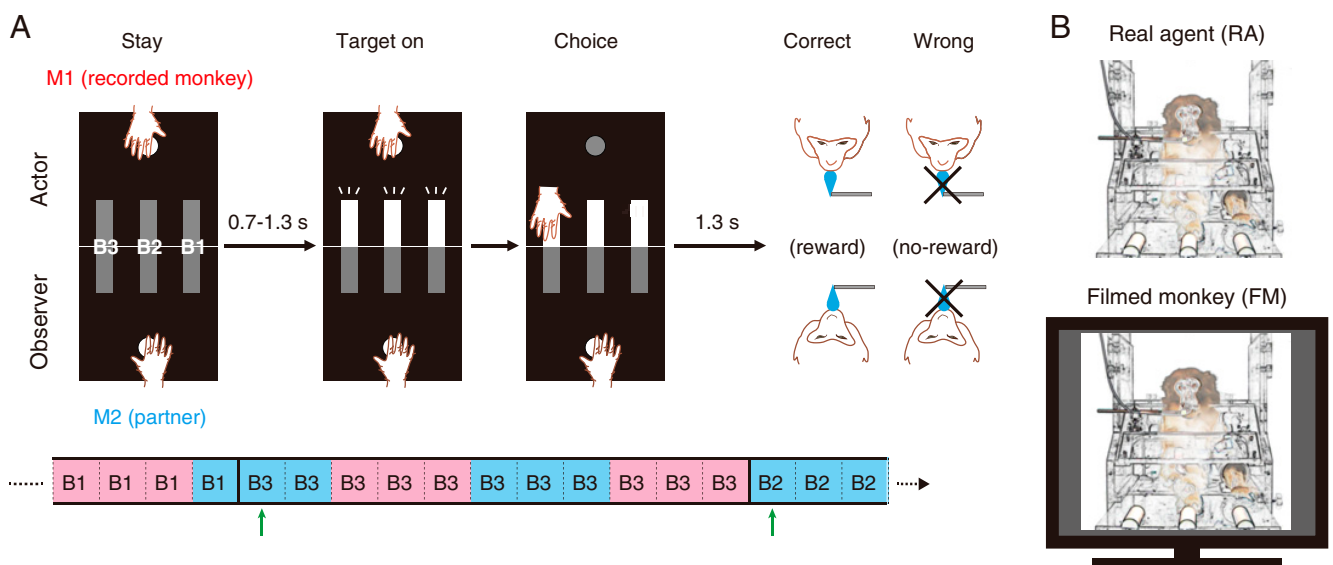 A
Stay
Target on
Choice
Correct
Wrong
M1 (recorded monkey)
Actor
Observer
B3 B2 B1
0.7-1.3 s
1.3 s
(reward)
(no-reward)
M2 (partner)
B1 B1 B1 B1 B3 B3 B3 B3 B3 B3 B3 B3 B3 B3 B3 B2 B2 B2
B
Real agent (RA)
Filmed monkey (FM)